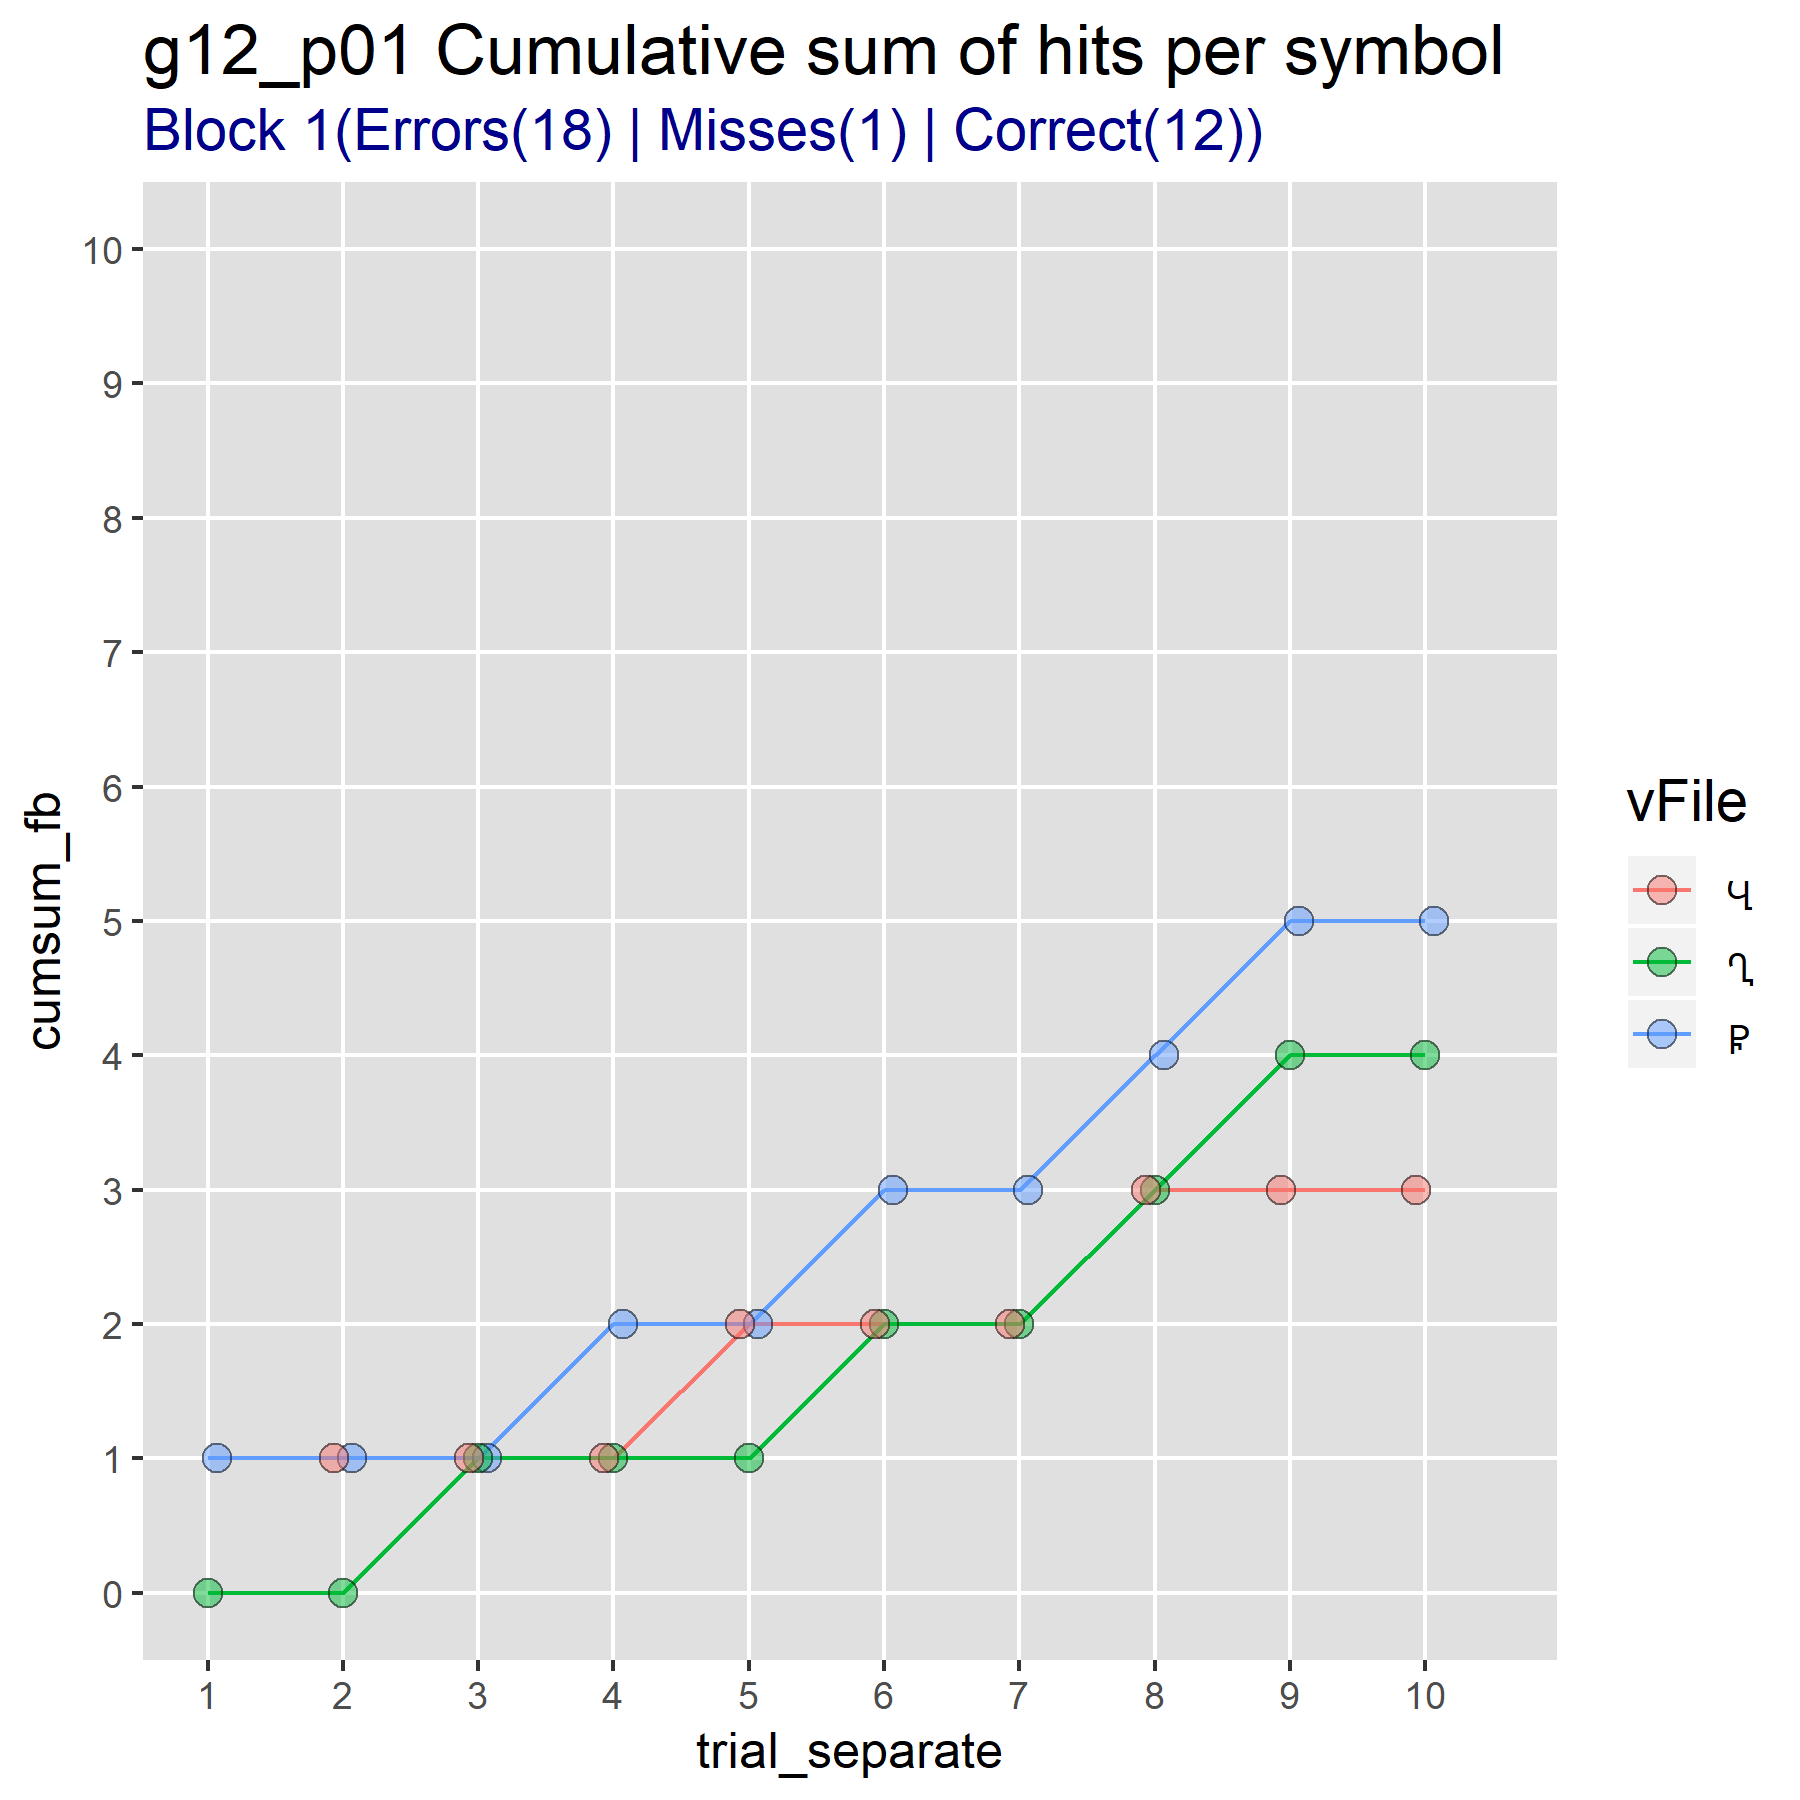 g12_p01 Cumulative sum of hits per symbol
Block 1(Errors(18) | Misses(1) | Correct(12))
10
9
8
7
6
5
4
3
2
1
0
cumsum_fb
1 2 3 4 5 6 7 8 9 10
trial_separate
vFile